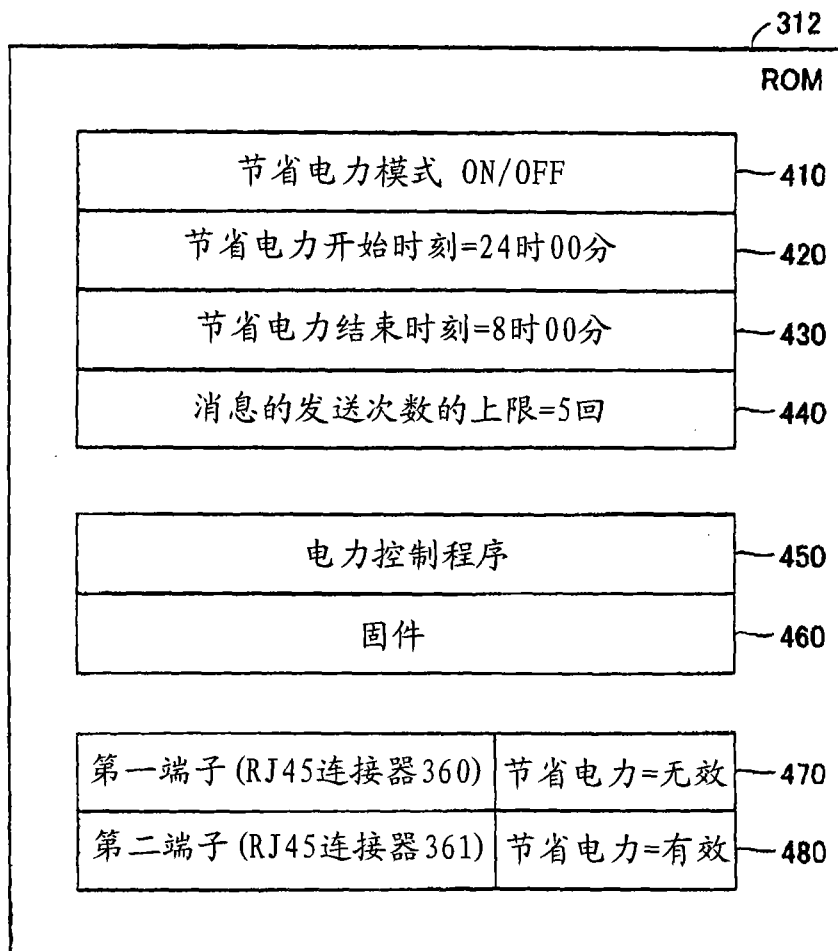 312
ROM
节省电力模式 ON/OFF 410
节省电力开始时刻=24时00分 420
节省电力结束时刻=8时00分 430
消息的发送次数的上限=5回 440
电力控制程序 450
固件 460
第一端子(RJ45连接器360) 节省电力=无效 470
第二端子(RJ45连接器361) 节省电力=有效 480